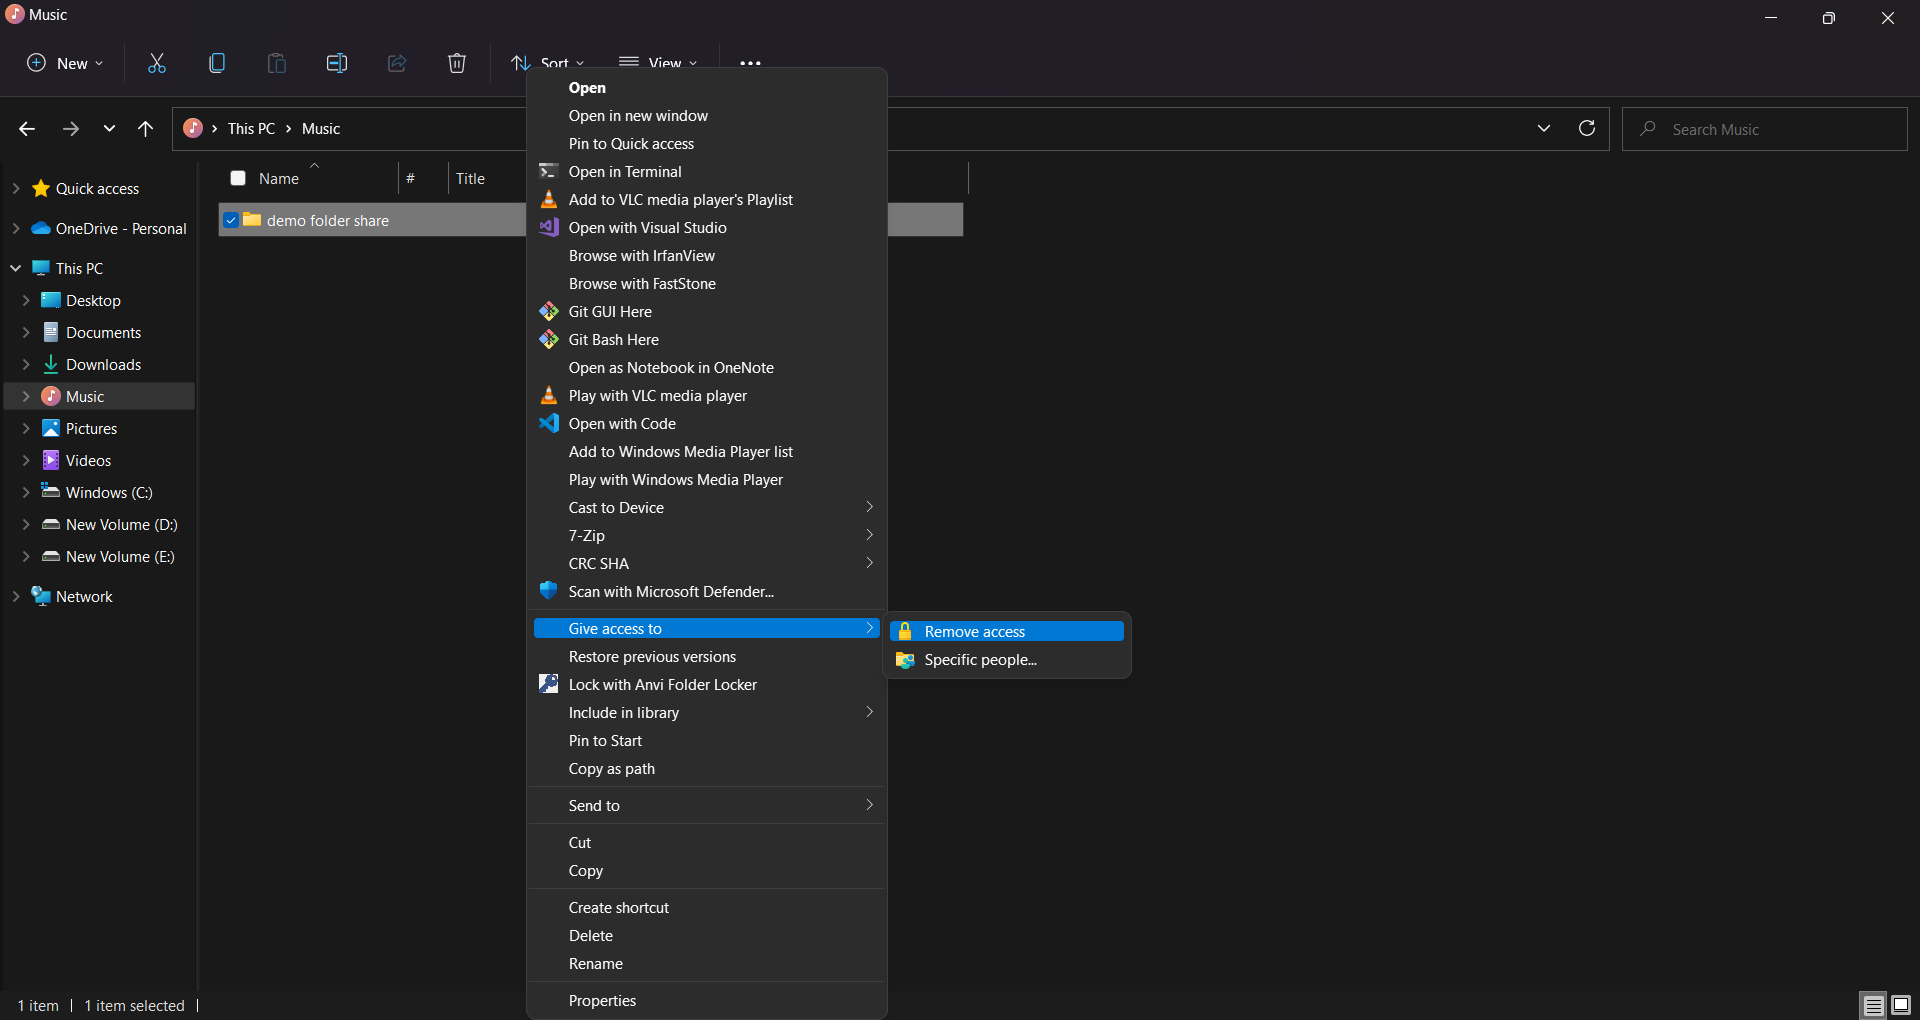 Music
New
Sort
View
This PC
Music
Search Music
Quick access
OneDrive - Personal
This PC
Desktop
Documents
Downloads
Music
Pictures
Videos
Windows (C:)
New Volume (D:)
New Volume (E:)
Network
Name
#
Title
demo folder share
Open
Open in new window
Pin to Quick access
Open in Terminal
Add to VLC media player's Playlist
Open with Visual Studio
Browse with IrfanView
Browse with FastStone
Git GUI Here
Git Bash Here
Open as Notebook in OneNote
Play with VLC media player
Open with Code
Add to Windows Media Player list
Play with Windows Media Player
Cast to Device
7-Zip
CRC SHA
Scan with Microsoft Defender...
Give access to
Restore previous versions
Lock with Anvi Folder Locker
Include in library
Pin to Start
Copy as path
Send to
Cut
Copy
Create shortcut
Delete
Rename
Properties
Remove access
Specific people...
1 item
1 item selected